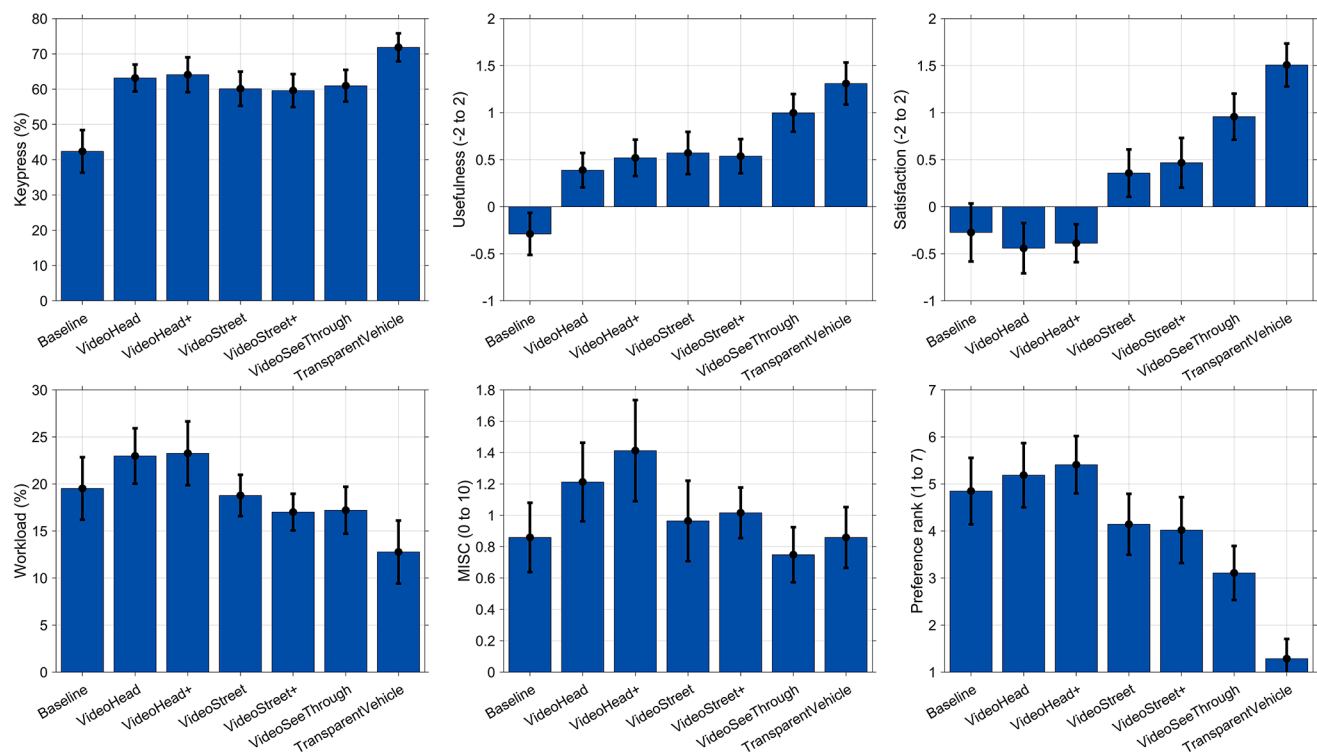 Keypress (%)
80
70
60
50
40
30
20
10
0
Baseline
VideoHead
VideoHead+
VideoStreet
VideoStreet+
VideoSeeThrough
TransparentVehicle
Usefulness (-2 to 2)
2
1.5
1
0.5
0
-0.5
-1
Baseline
VideoHead
VideoHead+
VideoStreet
VideoStreet+
VideoSeeThrough
TransparentVehicle
Satisfaction (-2 to 2)
2
1.5
1
0.5
0
-0.5
-1
Baseline
VideoHead
VideoHead+
VideoStreet
VideoStreet+
VideoSeeThrough
TransparentVehicle
Workload (%)
30
25
20
15
10
5
0
Baseline
VideoHead
VideoHead+
VideoStreet
VideoStreet+
VideoSeeThrough
TransparentVehicle
MISC (0 to 10)
1.8
1.6
1.4
1.2
1
0.8
0.6
0.4
0.2
0
Baseline
VideoHead
VideoHead+
VideoStreet
VideoStreet+
VideoSeeThrough
TransparentVehicle
Preference rank (1 to 7)
7
6
5
4
3
2
1
Baseline
VideoHead
VideoHead+
VideoStreet
VideoStreet+
VideoSeeThrough
TransparentVehicle